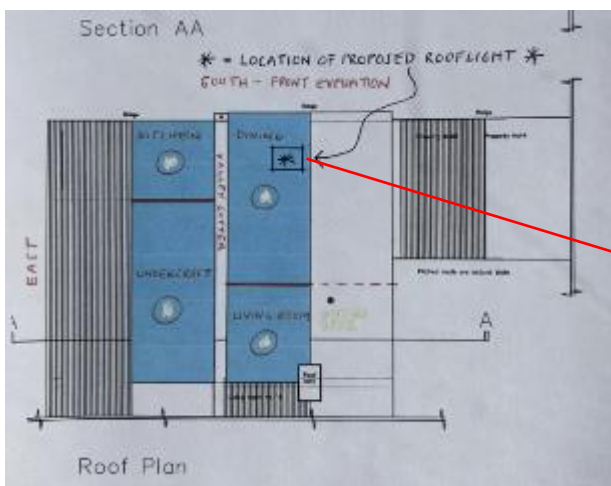 Section AA
* = LOCATION OF PROPOSED ROOFLIGHT *
SOUTH - FRONT ELEVATION
KITCHEN
DINING
VALLEY GUTTER
EAST
UNDERCROFT
LIVING ROOM
A
A
Roof Plan